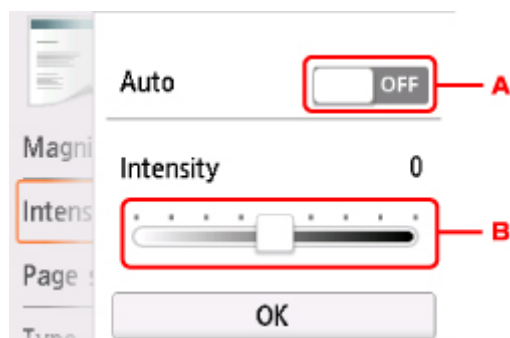 Auto OFF A
Magni
Intensity 0
Intens
B
Page
OK